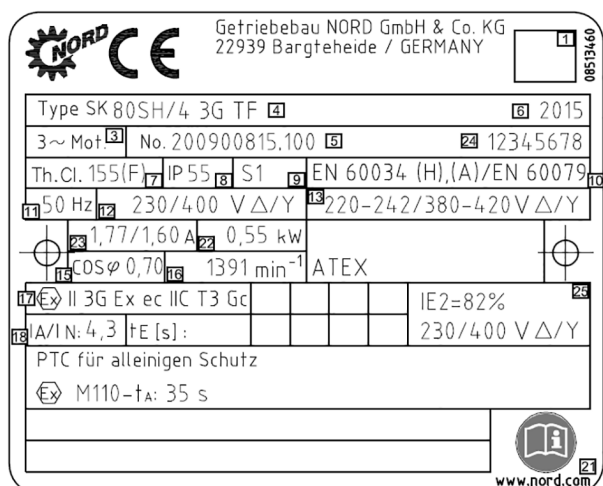 NORD CE
Getriebebau NORD GmbH & Co. KG
22939 Bargteheide / GERMANY
1
08513460
Type SK 80SH/4 3G TF 4 6 2015
3~ Mot. 3 No. 200900815.100 5 24 12345678
Th.Cl. 155(F) 7 IP 55 8 S1 9 EN 60034 (H),(A)/EN 60079 10
11 50 Hz 12 230/400 V △/Y 13 220-242/380-420V △/Y
23 1,77/1,60 A 22 0,55 kW
15 COSφ 0,70 16 1391 min⁻¹ ATEX
17 Ex II 3G Ex ec IIC T3 Gc IE2=82% 25
18 IA/IN: 4,3 tE [s]: 230/400 V △/Y
PTC für alleinigen Schutz
Ex M110-tA: 35 s
i
21
www.nord.com